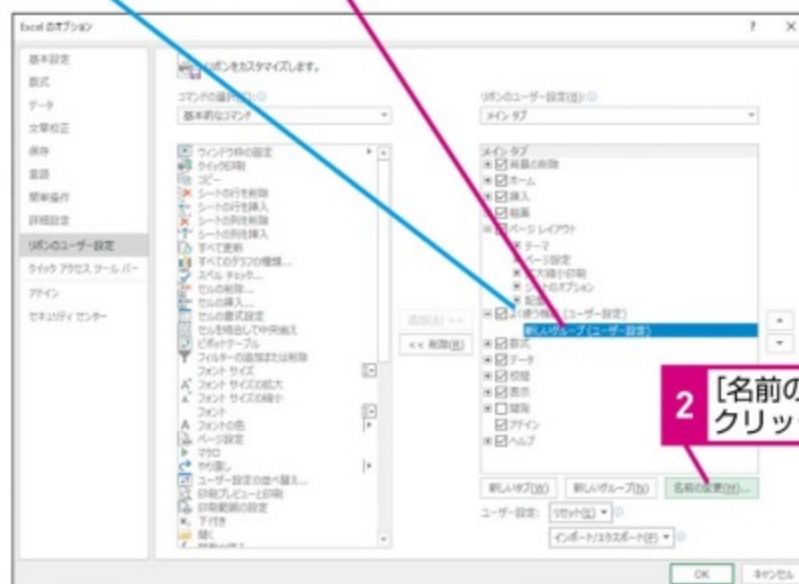 Excel のオプション
? ×
基本設定
数式
データ
文章校正
保存
言語
簡単操作
詳細設定
リボンのユーザー設定
クイック アクセス ツール バー
アドイン
セキュリティ センター
リボンをカスタマイズします。
コマンドの選択(C):
基本的なコマンド
ウィンドウ枠の固定
クイック印刷
コピー
シートの行を削除
シートの行を挿入
シートの列を削除
シートの列を挿入
すべて更新
すべてのグラフの種類...
スペル チェック...
セルの削除...
セルの挿入...
セルの書式設定
セルを結合して中央揃え
ピボットテーブル
フィルターの追加または削除
フォント サイズ
フォント サイズの拡大
フォント サイズの縮小
フォント
フォントの色
ページ設定
マクロ
やり直し
ユーザー設定の並べ替え...
印刷プレビューと印刷
印刷範囲の設定
下付き
開く
追加(A) >>
<< 削除(R)
リボンのユーザー設定(B):
メイン タブ
メイン タブ
背景の削除
ホーム
挿入
描画
ページ レイアウト
テーマ
ページ設定
拡大縮小印刷
シートのオプション
配置
よく使う機能 (ユーザー設定)
新しいグループ (ユーザー設定)
数式
データ
校閲
表示
開発
アドイン
ヘルプ
2 [名前の
クリッ
新しいタブ(W) 新しいグループ(N) 名前の変更(M)...
ユーザー設定: リセット(E)
インポート/エクスポート(P)
OK キャンセル